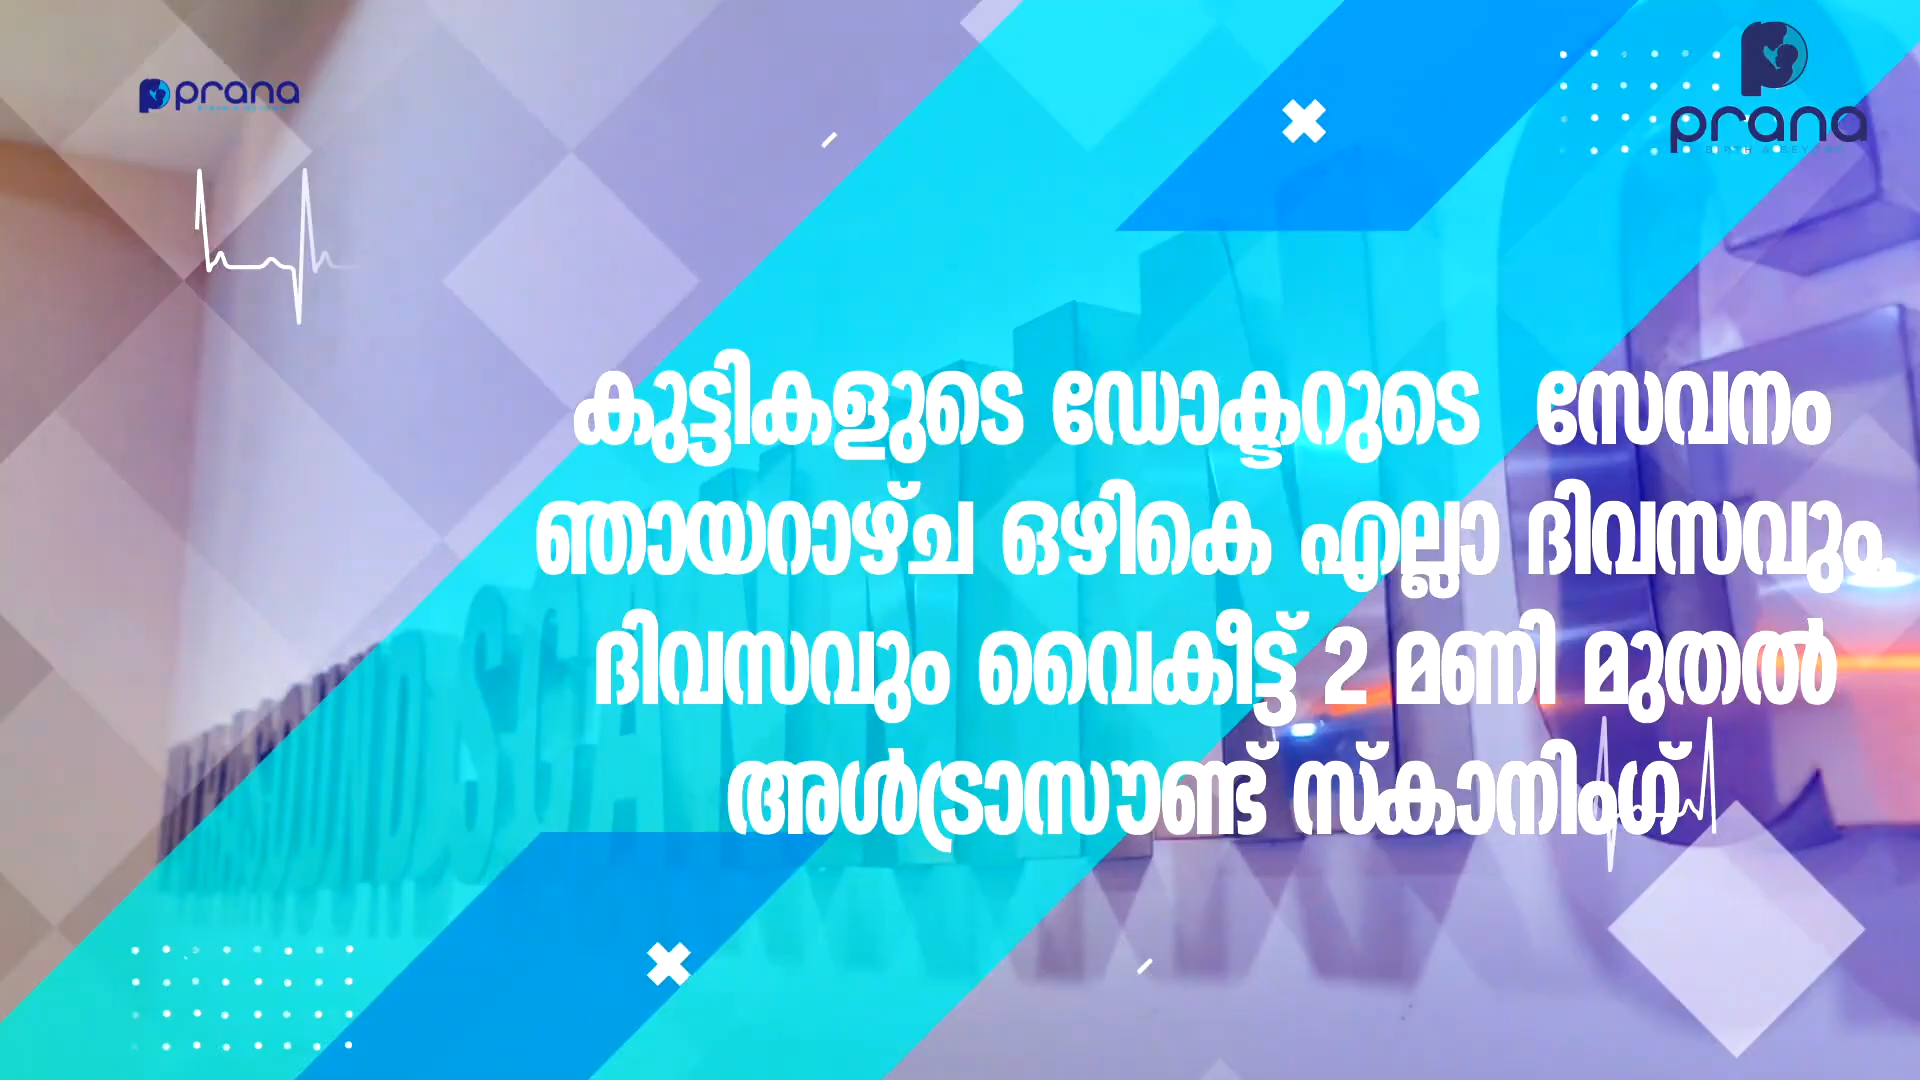 prana
prana
കുട്ടികളുടെ ഡോക്ടറുടെ സേവനം
ഞായറാഴ്ച ഒഴികെ എല്ലാ ദിവസവും.
ദിവസവും വൈകീട്ട് 2 മണി മുതൽ
അൾട്രാസൗണ്ട് സ്കാനിംഗ്